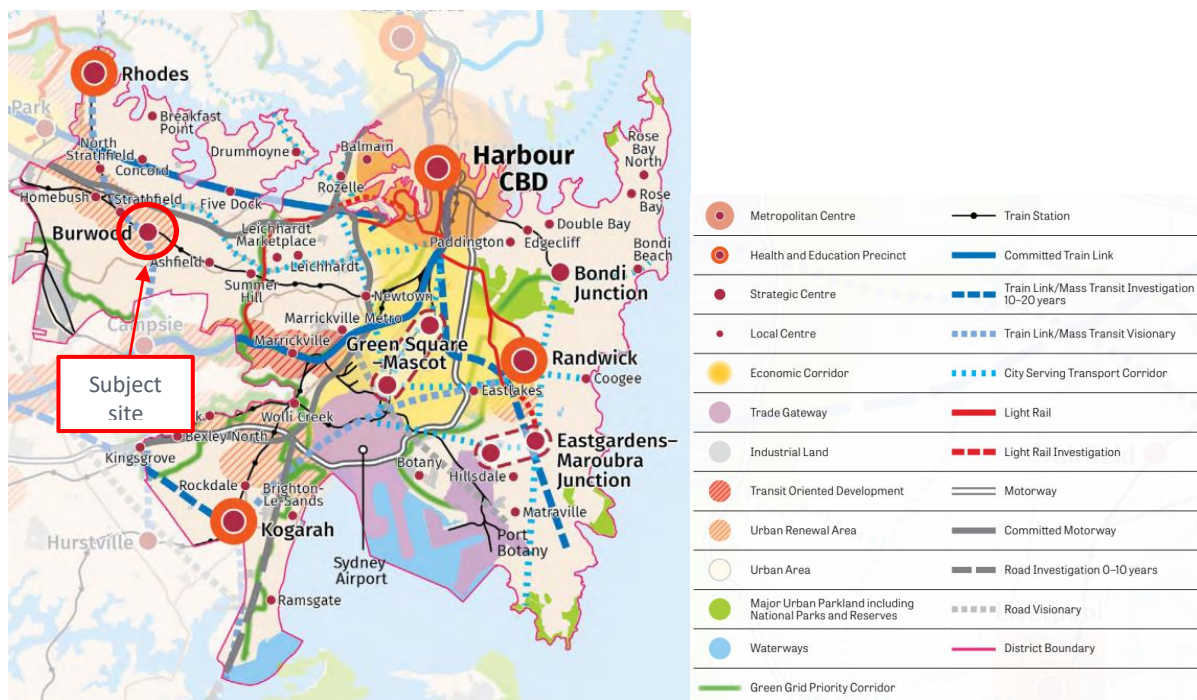 Park
Rhodes
Breakfast
Point
North
Strathfield
Concord
Drummoyne
Balmain
Harbour
CBD
Rose
Bay
North
Rose
Bay
Homebush
Strathfield
Five Dock
Rozelle
Burwood
Leichhardt
Marketplace
Leichhardt
Paddington
Double Bay
Edgecliff
Bondi
Beach
Ashfield
Summer
Hill
Newtown
Bondi
Junction
Campsie
Marrickville Metro
Marrickville
Green Square
–Mascot
Randwick
Coogee
Subject
site
Eastlakes
Wolli Creek
Bexley North
Kingsgrove
Eastgardens–
Maroubra
Junction
Botany
Hillsdale
Rockdale
Brighton-
Le-Sands
Matraville
Kogarah
Port
Botany
Hurstville
Sydney
Airport
Ramsgate
Metropolitan Centre
Health and Education Precinct
Strategic Centre
Local Centre
Economic Corridor
Trade Gateway
Industrial Land
Transit Oriented Development
Urban Renewal Area
Urban Area
Major Urban Parkland including
National Parks and Reserves
Waterways
Green Grid Priority Corridor
Train Station
Committed Train Link
Train Link/Mass Transit Investigation
10–20 years
Train Link/Mass Transit Visionary
City Serving Transport Corridor
Light Rail
Light Rail Investigation
Motorway
Committed Motorway
Road Investigation 0–10 years
Road Visionary
District Boundary
Liverpool